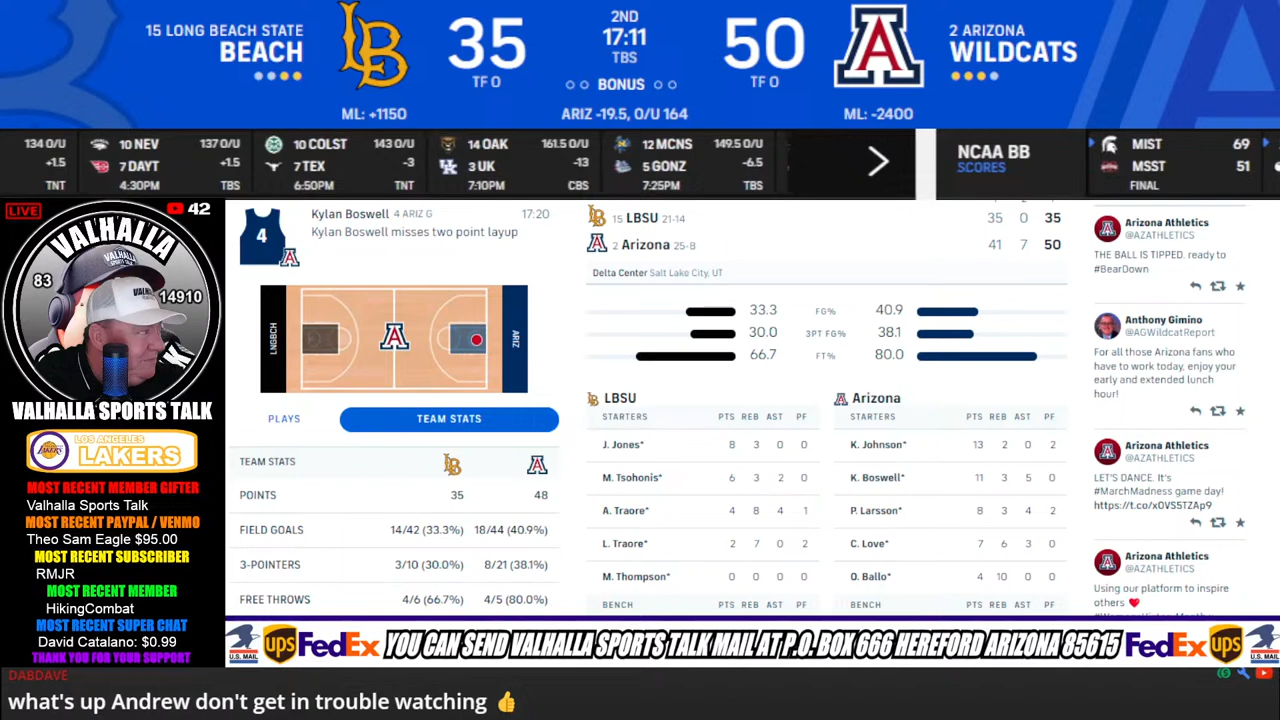 15 LONG BEACH STATE
BEACH
LB
35
TF 0
2ND
17:11
TBS
BONUS
50
TF 0
A
2 ARIZONA
WILDCATS
ML: +1150
ARIZ -19.5, O/U 164
ML: -2400
134 O/U
+1.5
TNT
10 NEV
7 DAYT
4:30PM
137 O/U
+1.5
TBS
10 COLST
7 TEX
6:50PM
143 O/U
-3
TNT
14 OAK
3 UK
7:10PM
161.5 O/U
-13
CBS
12 MCNS
5 GONZ
7:25PM
149.5 O/U
-6.5
TBS
NCAA BB
SCORES
MIST 69
MSST 51
FINAL
LIVE
42
VALHALLA
83
14910
VALHALLA SPORTS TALK
LOS ANGELES
LAKERS
MOST RECENT MEMBER GIFTER
Valhalla Sports Talk
MOST RECENT PAYPAL / VENMO
Theo Sam Eagle $95.00
MOST RECENT SUBSCRIBER
RMJR
MOST RECENT MEMBER
HikingCombat
MOST RECENT SUPER CHAT
David Catalano: $0.99
THANK YOU FOR YOUR SUPPORT
4
Kylan Boswell 4 ARIZ G 17:20
Kylan Boswell misses two point layup
LNGBCH
A
ARIZ
PLAYS
TEAM STATS
TEAM STATS
POINTS 35 48
FIELD GOALS 14/42 (33.3%) 18/44 (40.9%)
3-POINTERS 3/10 (30.0%) 8/21 (38.1%)
FREE THROWS 4/6 (66.7%) 4/5 (80.0%)
15 LBSU 21-14 35 0 35
2 Arizona 25-8 41 7 50
Delta Center Salt Lake City, UT
33.3 FG% 40.9
30.0 3PT FG% 38.1
66.7 FT% 80.0
LBSU
STARTERS PTS REB AST PF
J. Jones* 8 3 0 0
M. Tsohonis* 6 3 2 0
A. Traore* 4 8 4 1
L. Traore* 2 7 0 2
M. Thompson* 0 0 0 0
BENCH PTS REB AST PF
Arizona
STARTERS PTS REB AST PF
K. Johnson* 13 2 0 2
K. Boswell* 11 3 5 0
P. Larsson* 8 3 4 2
C. Love* 7 6 3 0
O. Ballo* 4 10 0 0
BENCH PTS REB AST PF
Arizona Athletics
@AZATHLETICS
THE BALL IS TIPPED. ready to
#BearDown
Anthony Gimino
@AGWildcatReport
For all those Arizona fans who
have to work today, enjoy your
early and extended lunch
hour!
Arizona Athletics
@AZATHLETICS
LET'S DANCE. It's
#MarchMadness game day!
https://t.co/xOVS5TZAp9
Arizona Athletics
@AZATHLETICS
Using our platform to inspire
others
U.S. MAIL
ups
FedEx
YOU CAN SEND VALHALLA SPORTS TALK MAIL AT P.O. BOX 666 HEREFORD ARIZONA 85615
FedEx
ups
U.S. MAIL
DABDAVE
what's up Andrew don't get in trouble watching 👍